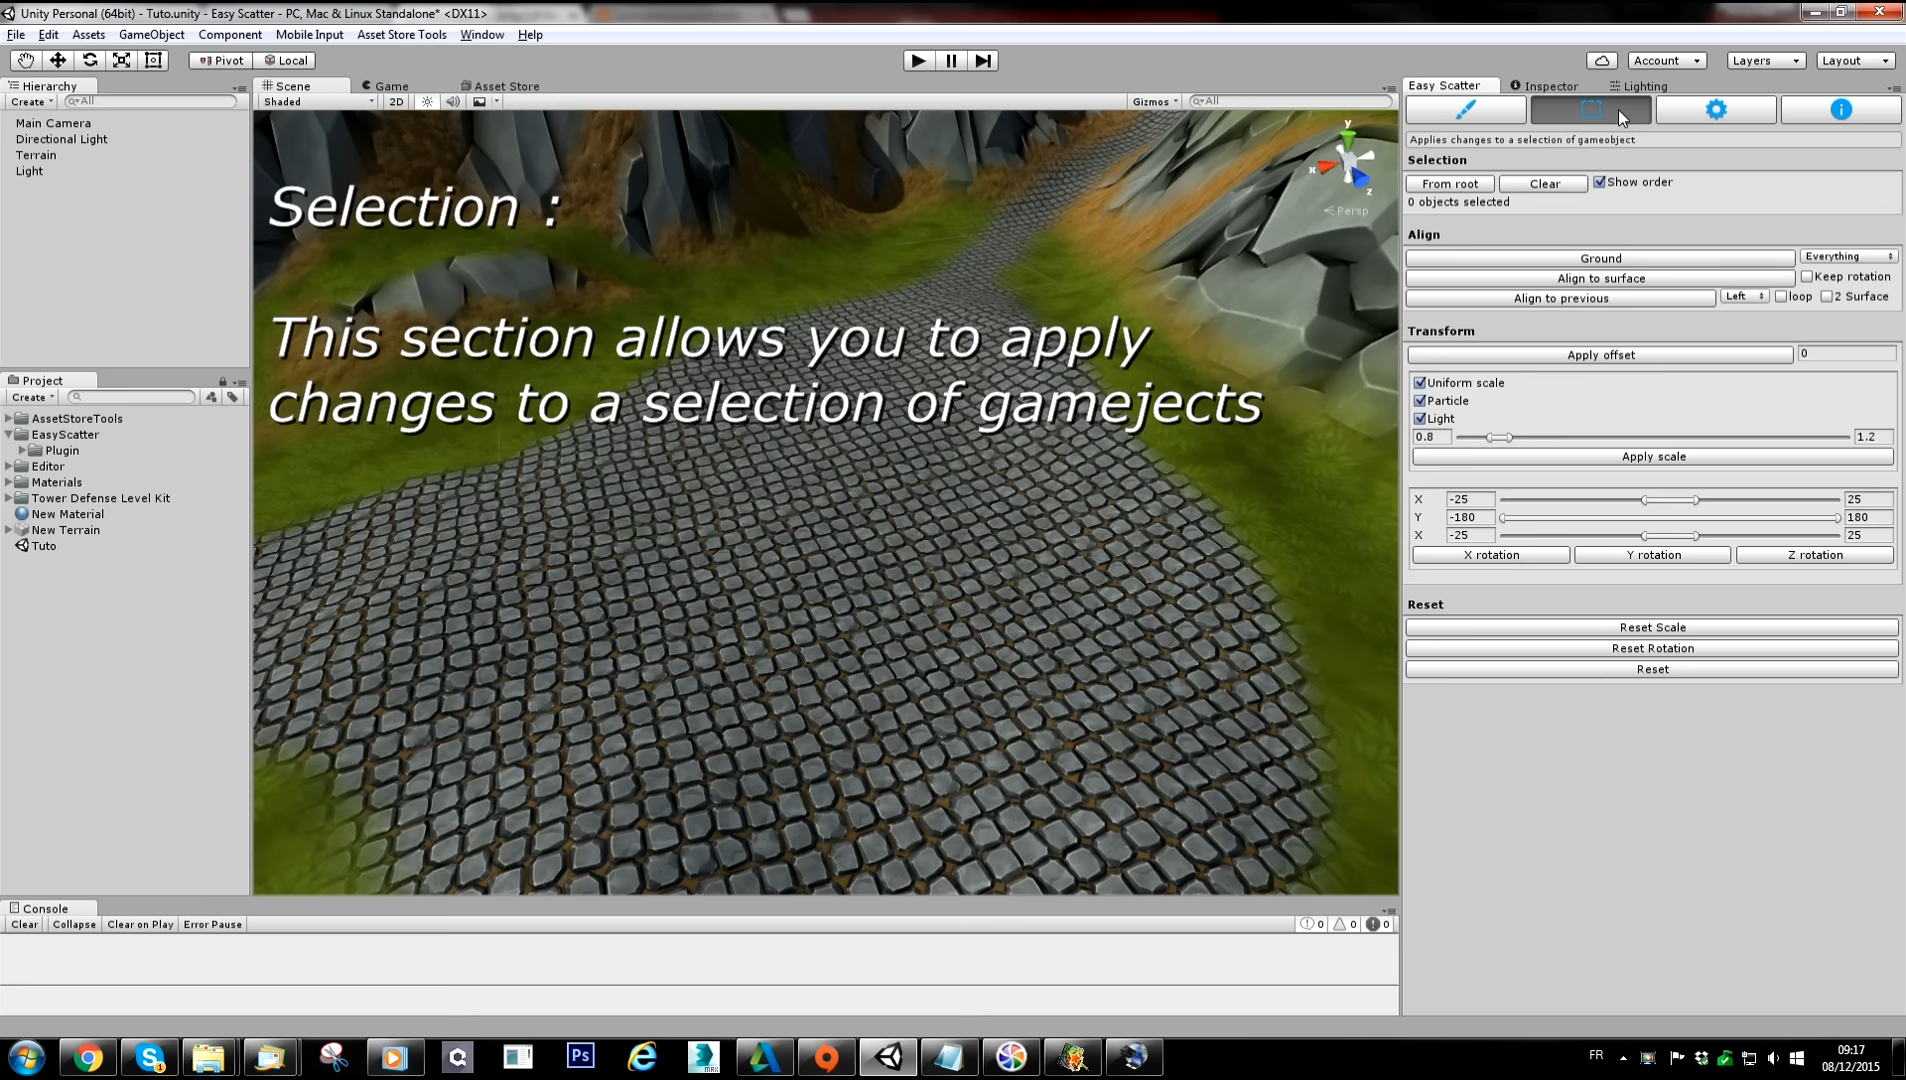 Unity Personal (64bit) - Tuto.unity - Easy Scatter - PC, Mac & Linux Standalone* <DX11>
File Edit Assets GameObject Component Mobile Input Asset Store Tools Window Help
Pivot Local
Account Layers Layout
Hierarchy
Create All
Main Camera
Directional Light
Terrain
Light
Project
Create
AssetStoreTools
EasyScatter
Plugin
Editor
Materials
Tower Defense Level Kit
New Material
New Terrain
Tuto
Scene Game Asset Store
Shaded 2D Gizmos All
y
x
z
Persp
Selection :
This section allows you to apply
changes to a selection of gamejects
Console
Clear Collapse Clear on Play Error Pause
0 0 0
Easy Scatter Inspector Lighting
Applies changes to a selection of gameobject
Selection
From root Clear Show order
0 objects selected
Align
Ground Everything
Align to surface Keep rotation
Align to previous Left loop 2 Surface
Transform
Apply offset 0
Uniform scale
Particle
Light
0.8 1.2
Apply scale
X -25 25
Y -180 180
X -25 25
X rotation Y rotation Z rotation
Reset
Reset Scale
Reset Rotation
Reset
Ps
MAX
FR
09:17
08/12/2015